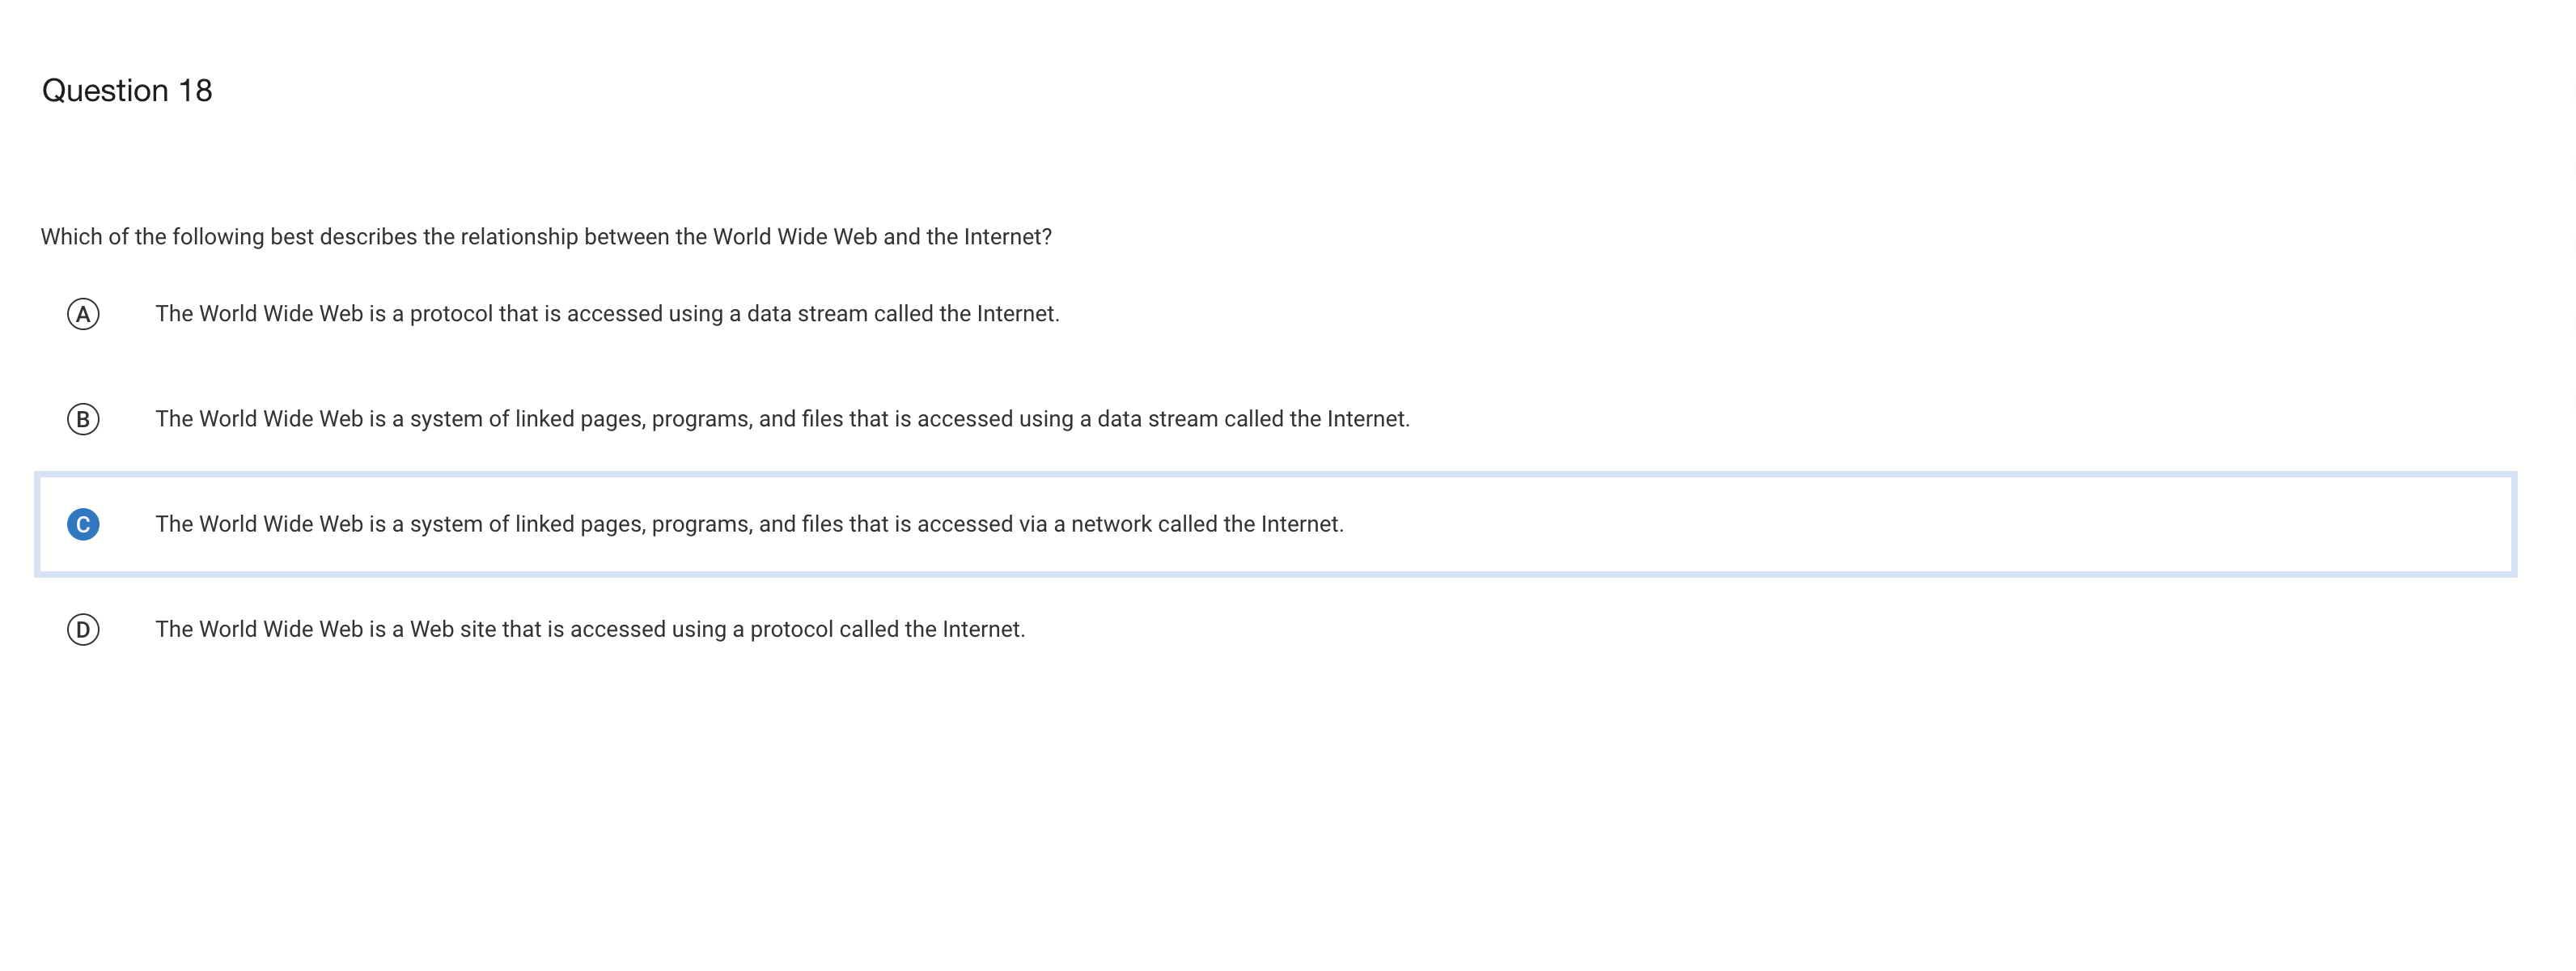 Question 18
Which of the following best describes the relationship between the World Wide Web and the Internet?
A The World Wide Web is a protocol that is accessed using a data stream called the Internet.
B The World Wide Web is a system of linked pages, programs, and files that is accessed using a data stream called the Internet.
C The World Wide Web is a system of linked pages, programs, and files that is accessed via a network called the Internet.
D The World Wide Web is a Web site that is accessed using a protocol called the Internet.